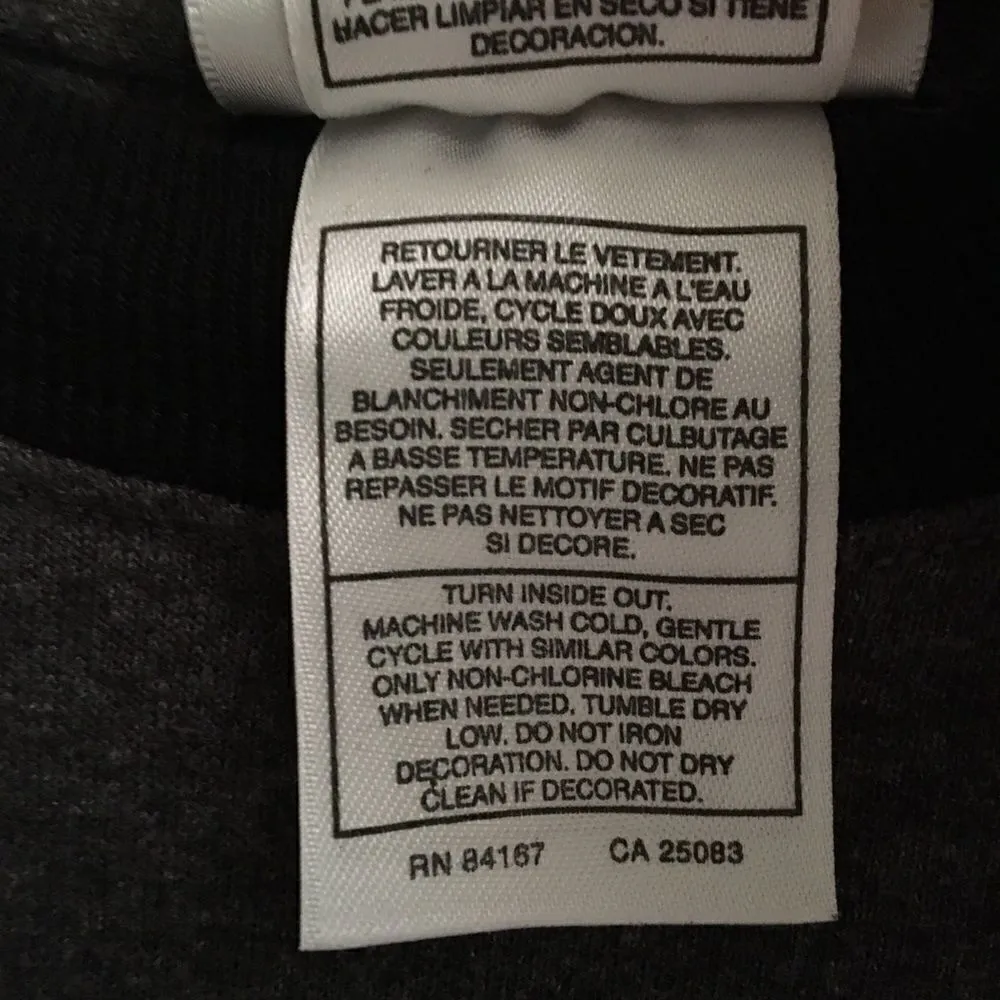 HACER LIMPIAR EN SECO SI TIENE
DECORACION.
RETOURNER LE VETEMENT.
LAVER A LA MACHINE A L'EAU
FROIDE, CYCLE DOUX AVEC
COULEURS SEMBLABLES.
SEULEMENT AGENT DE
BLANCHIMENT NON-CHLORE AU
BESOIN. SECHER PAR CULBUTAGE
A BASSE TEMPERATURE. NE PAS
REPASSER LE MOTIF DECORATIF.
NE PAS NETTOYER A SEC
SI DECORE.
TURN INSIDE OUT.
MACHINE WASH COLD, GENTLE
CYCLE WITH SIMILAR COLORS.
ONLY NON-CHLORINE BLEACH
WHEN NEEDED. TUMBLE DRY
LOW. DO NOT IRON
DECORATION. DO NOT DRY
CLEAN IF DECORATED.
RN 84167 CA 25083